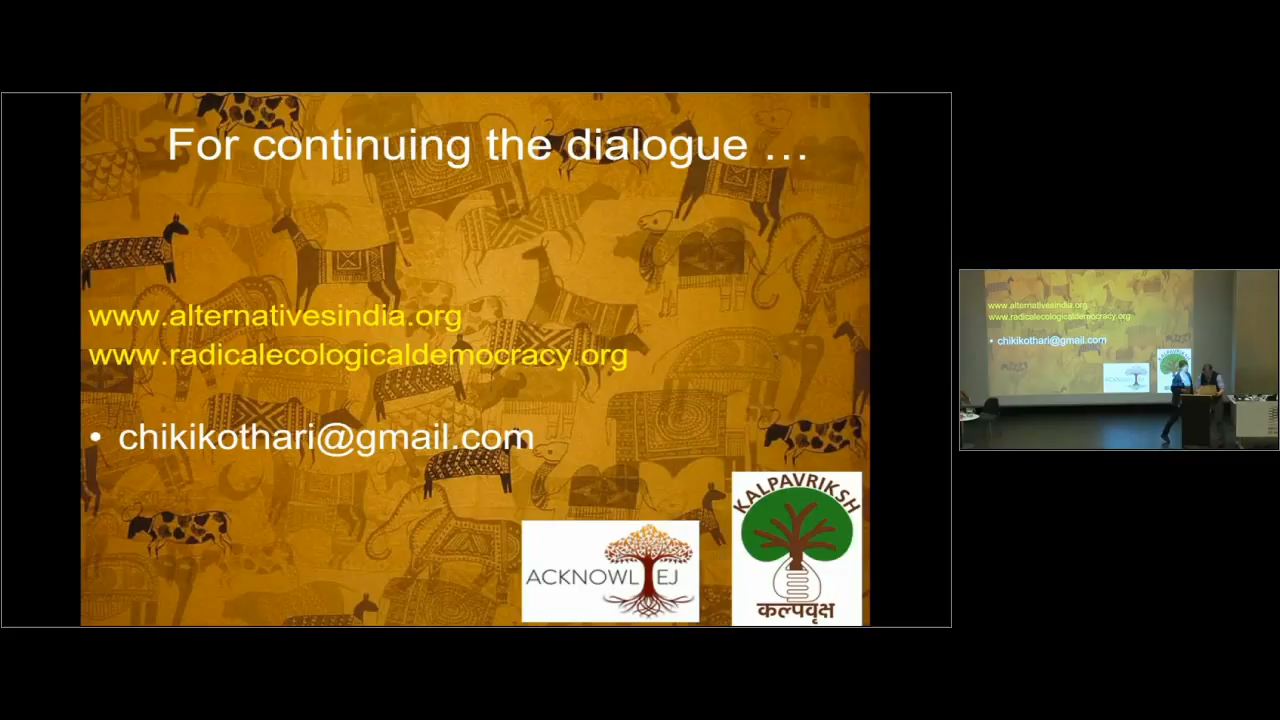 For continuing the dialogue …
www.alternativesindia.org
www.radicalecologicaldemocracy.org
• chikikothari@gmail.com
ACKNOWL EJ
KALPAVRIKSH
कल्पवृक्ष
www.alternativesindia.org
www.radicalecologicaldemocracy.org
• chikikothari@gmail.com